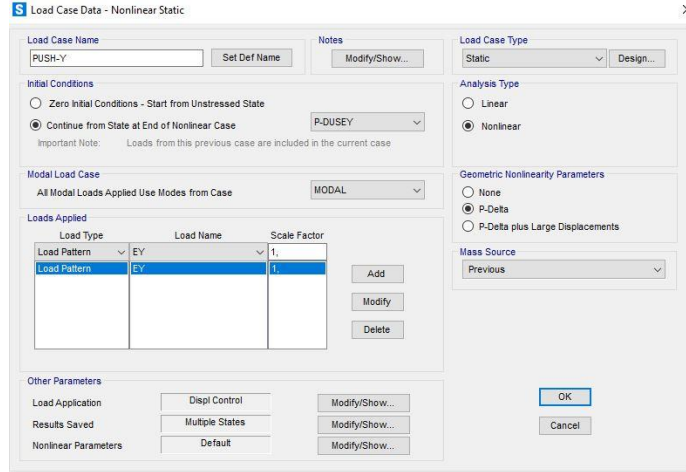 S Load Case Data - Nonlinear Static
Load Case Name
PUSH-Y
Set Def Name
Notes
Modify/Show...
Load Case Type
Static
Design...
Initial Conditions
Zero Initial Conditions - Start from Unstressed State
Continue from State at End of Nonlinear Case
P-DUSEY
Important Note: Loads from this previous case are included in the current case
Analysis Type
Linear
Nonlinear
Modal Load Case
All Modal Loads Applied Use Modes from Case
MODAL
Geometric Nonlinearity Parameters
None
P-Delta
P-Delta plus Large Displacements
Loads Applied
Load Type Load Name Scale Factor
Load Pattern EY 1,
Load Pattern EY 1,
Add
Modify
Delete
Mass Source
Previous
Other Parameters
Load Application Displ Control Modify/Show...
Results Saved Multiple States Modify/Show...
Nonlinear Parameters Default Modify/Show...
OK
Cancel